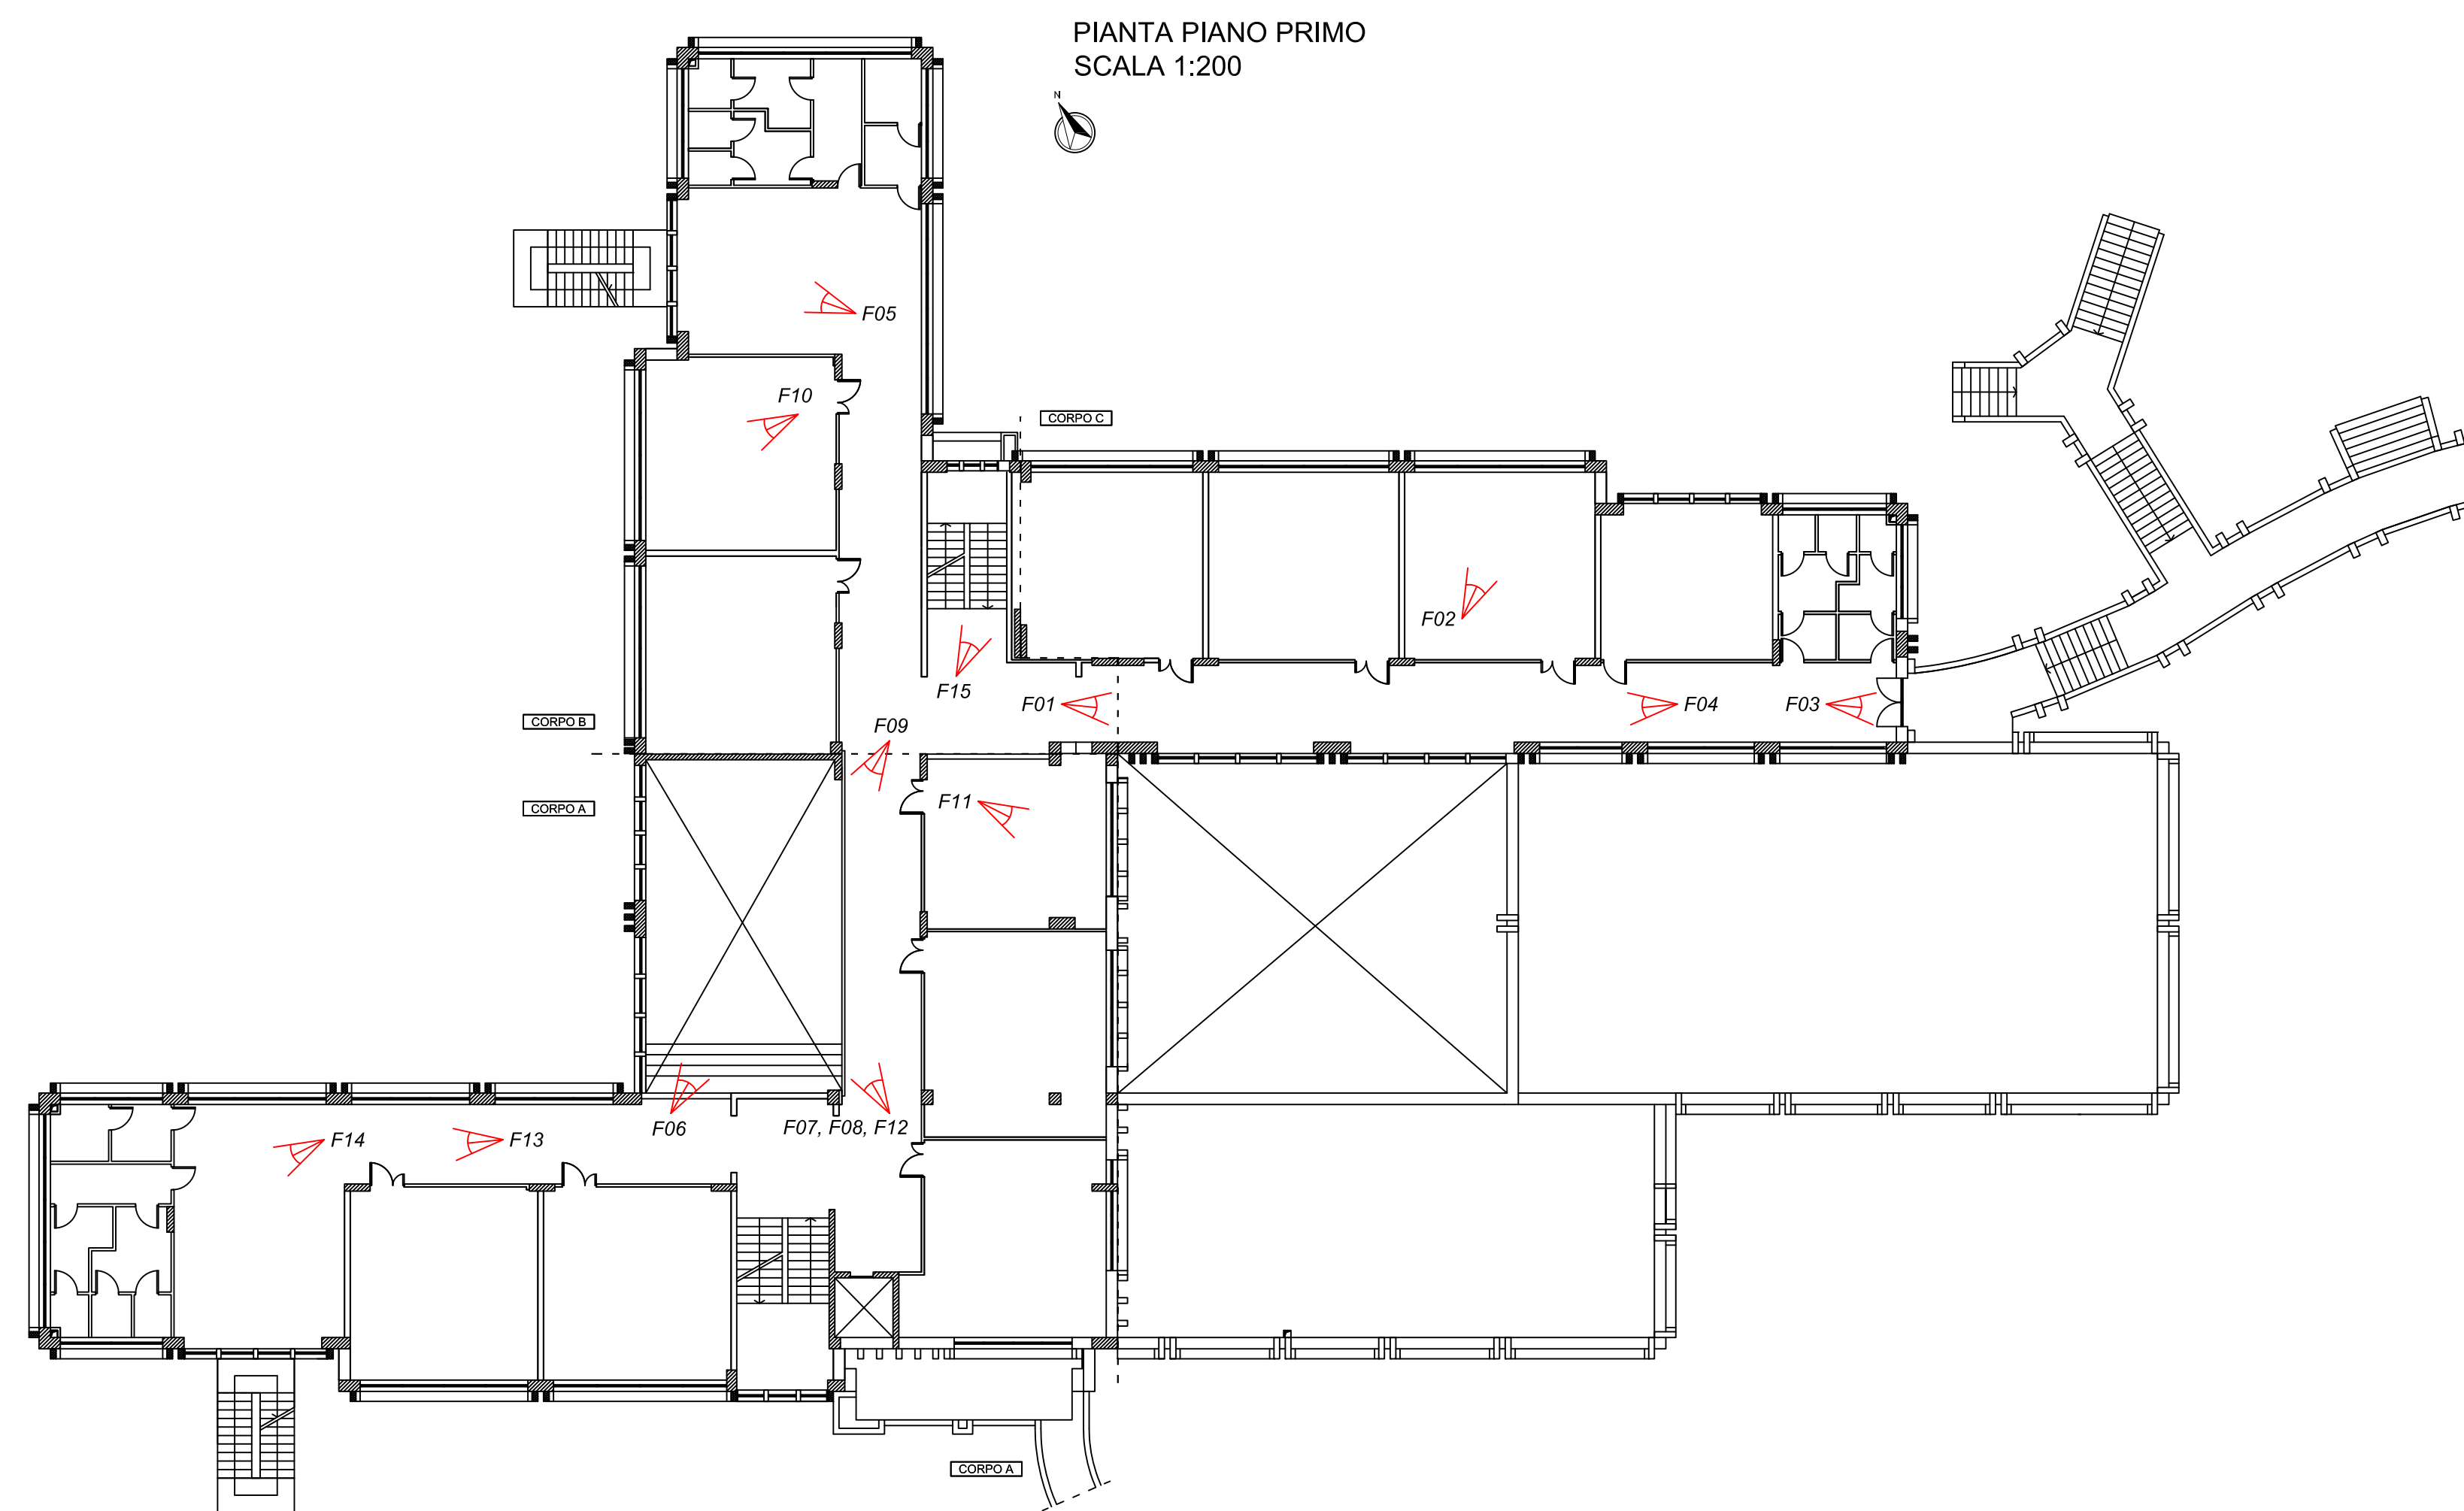 PIANTA PIANO PRIMO
SCALA 1:200
N
F05
F10
CORPO C
F02
F15
F01
F04
F03
CORPO B
F09
CORPO A
F11
F06
F07, F08, F12
F14
F13
CORPO A